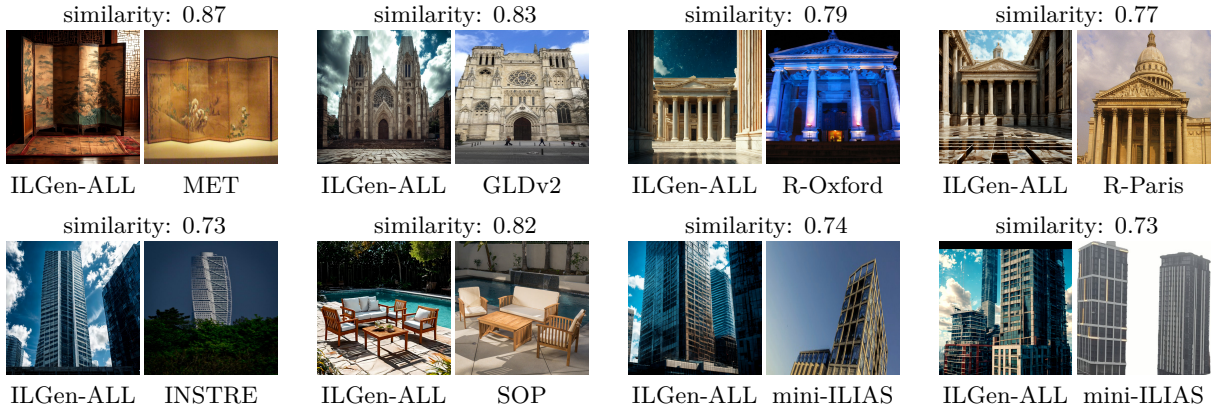 similarity: 0.87 similarity: 0.83 similarity: 0.79 similarity: 0.77
ILGen-ALL MET ILGen-ALL GLDv2 ILGen-ALL R-Oxford ILGen-ALL R-Paris
similarity: 0.73 similarity: 0.82 similarity: 0.74 similarity: 0.73
ILGen-ALL INSTRE ILGen-ALL SOP ILGen-ALL mini-ILIAS ILGen-ALL mini-ILIAS